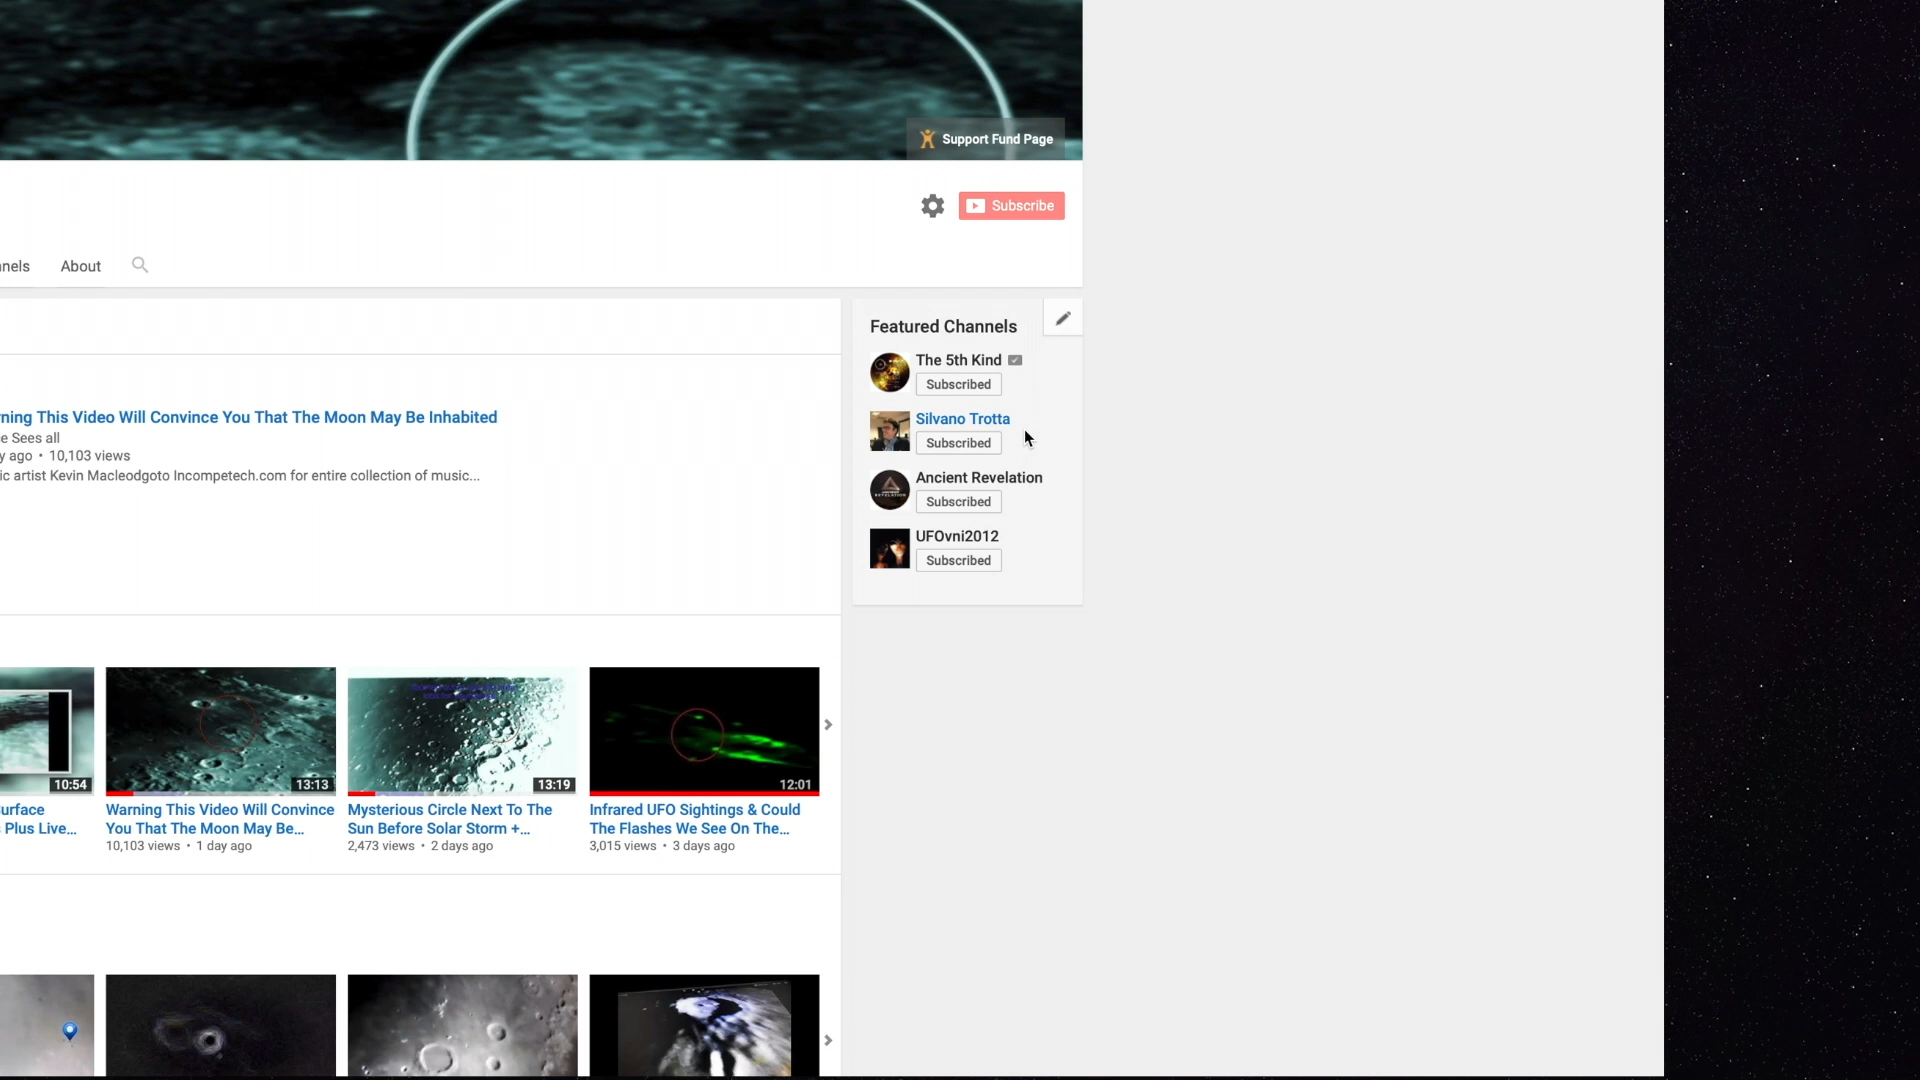 Support Fund Page
Subscribe
nnels About
Featured Channels
The 5th Kind
Subscribed
Silvano Trotta
Subscribed
Ancient Revelation
Subscribed
UFOvni2012
Subscribed
rning This Video Will Convince You That The Moon May Be Inhabited
e Sees all
y ago • 10,103 views
ic artist Kevin Macleodgoto Incompetech.com for entire collection of music...
10:54
13:13
13:19
12:01
urface
Plus Live...
Warning This Video Will Convince
You That The Moon May Be...
10,103 views • 1 day ago
Mysterious Circle Next To The
Sun Before Solar Storm +...
2,473 views • 2 days ago
Infrared UFO Sightings & Could
The Flashes We See On The...
3,015 views • 3 days ago